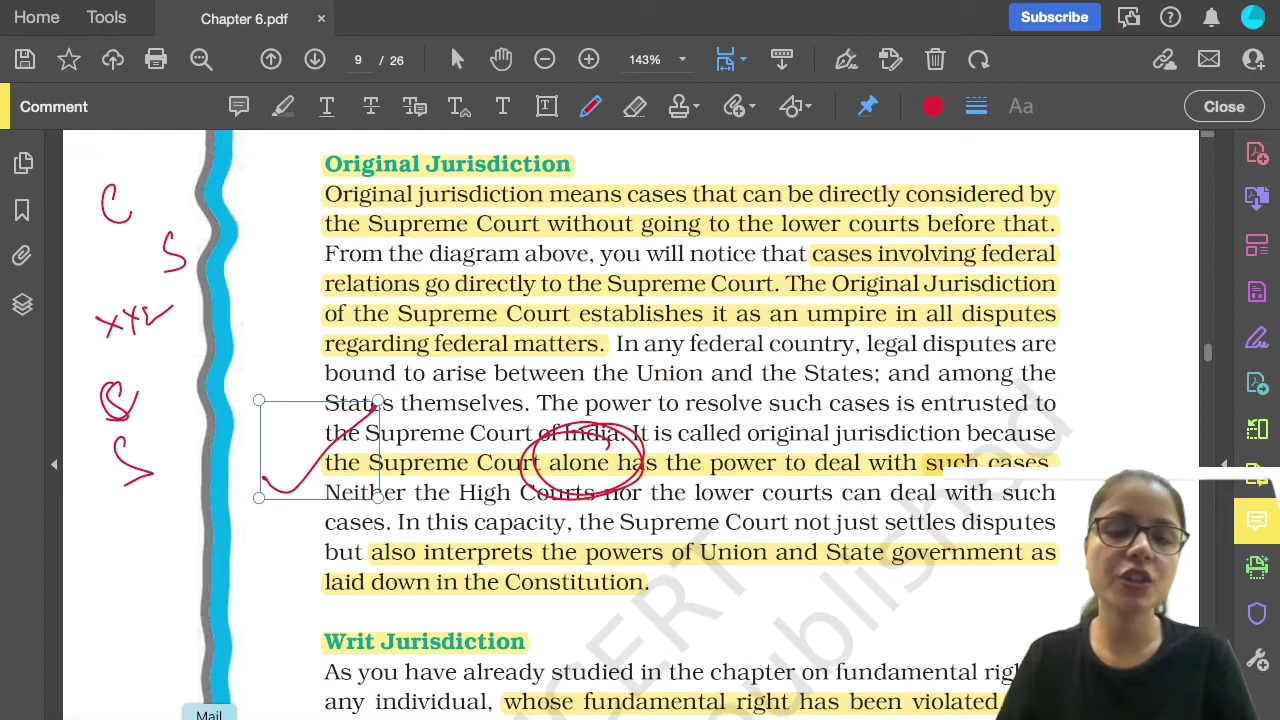 Home Tools Chapter 6.pdf × Subscribe
9 / 26 143%
Comment Aa Close
Original Jurisdiction
C
Original jurisdiction means cases that can be directly considered by
the Supreme Court without going to the lower courts before that.
S
From the diagram above, you will notice that cases involving federal
relations go directly to the Supreme Court. The Original Jurisdiction
XYZ
of the Supreme Court establishes it as an umpire in all disputes
regarding federal matters. In any federal country, legal disputes are
bound to arise between the Union and the States; and among the
S
States themselves. The power to resolve such cases is entrusted to
the Supreme Court of India. It is called original jurisdiction because
S
the Supreme Court alone has the power to deal with such cases.
Neither the High Courts nor the lower courts can deal with such
cases. In this capacity, the Supreme Court not just settles disputes
but also interprets the powers of Union and State government as
laid down in the Constitution.
Writ Jurisdiction
As you have already studied in the chapter on fundamental
any individual, whose fundamental right has been violated,
Mail
NCERT
published